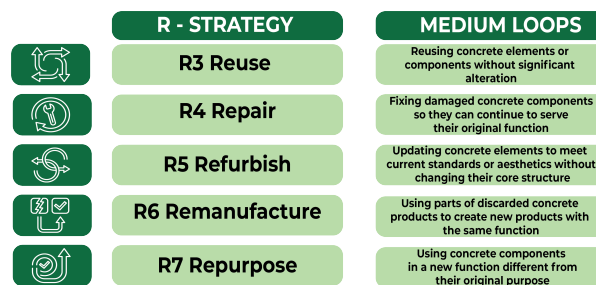 R - STRATEGY
MEDIUM LOOPS
R3 Reuse
Reusing concrete elements or
components without significant
alteration
R4 Repair
Fixing damaged concrete components
so they can continue to serve
their original function
R5 Refurbish
Updating concrete elements to meet
current standards or aesthetics without
changing their core structure
R6 Remanufacture
Using parts of discarded concrete
products to create new products with
the same function
R7 Repurpose
Using concrete components
in a new function different from
their original purpose